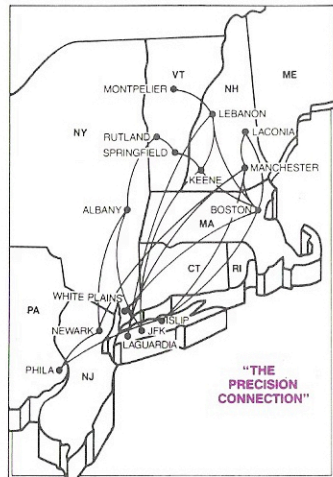 VT
ME
MONTPELIER
NH
LEBANON
NY
RUTLAND
LACONIA
SPRINGFIELD
MANCHESTER
KEENE
ALBANY
BOSTON
MA
CT
RI
PA
WHITE PLAINS
ISLIP
NEWARK
JFK
LAGUARDIA
PHILA
NJ
"THE
PRECISION
CONNECTION"